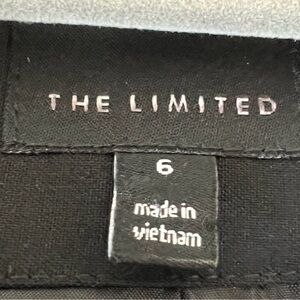 THE LIMITED
6
made in
vietnam